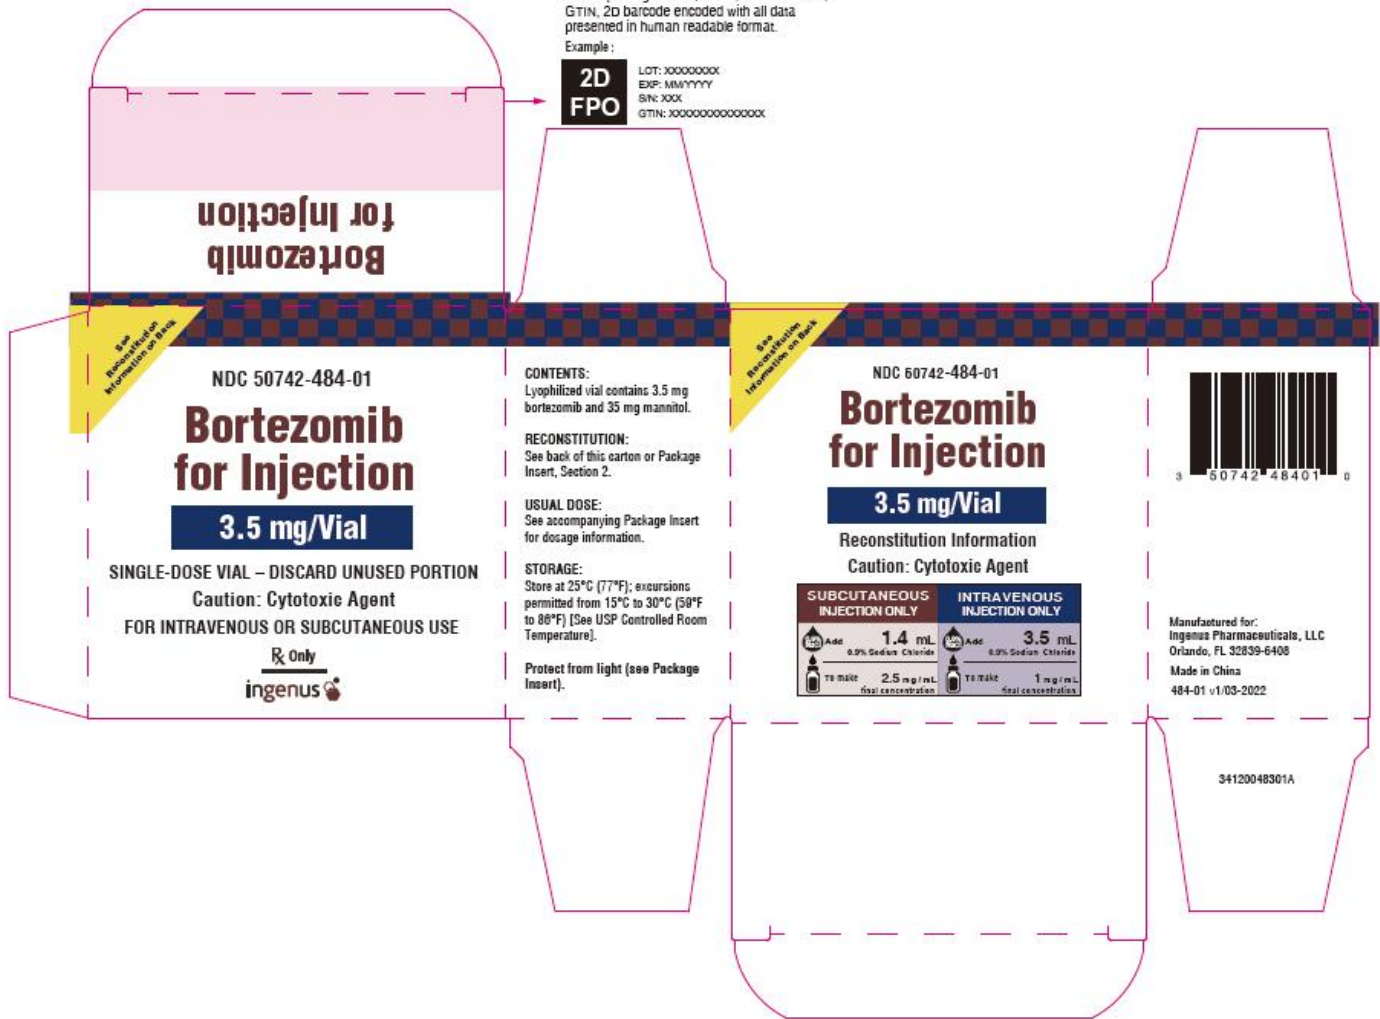 GTIN, 2D barcode encoded with all data
presented in human readable format.
Example :
2D
FPO
LOT: XXXXXXXX
EXP: MM/YYYY
S/N: XXX
GTIN: XXXXXXXXXXXXXX
Bortezomib
for Injection
See
Reconstitution
Information on Back
NDC 50742-484-01
Bortezomib
for Injection
3.5 mg/Vial
SINGLE-DOSE VIAL – DISCARD UNUSED PORTION
Caution: Cytotoxic Agent
FOR INTRAVENOUS OR SUBCUTANEOUS USE
Rx Only
ingenus
CONTENTS:
Lyophilized vial contains 3.5 mg
bortezomib and 35 mg mannitol.
RECONSTITUTION:
See back of this carton or Package
Insert, Section 2.
USUAL DOSE:
See accompanying Package Insert
for dosage information.
STORAGE:
Store at 25°C (77°F); excursions
permitted from 15°C to 30°C (59°F
to 86°F) [See USP Controlled Room
Temperature].
Protect from light (see Package
Insert).
See
Reconstitution
Information on Back
NDC 50742-484-01
Bortezomib
for Injection
3.5 mg/Vial
Reconstitution Information
Caution: Cytotoxic Agent
SUBCUTANEOUS
INJECTION ONLY
Add 1.4 mL
0.9% Sodium Chloride
To make 2.5 mg/mL
final concentration
INTRAVENOUS
INJECTION ONLY
Add 3.5 mL
0.9% Sodium Chloride
To make 1 mg/mL
final concentration
3 50742 48401 0
Manufactured for:
Ingenus Pharmaceuticals, LLC
Orlando, FL 32839-6408
Made in China
484-01 v1/03-2022
34120048301A